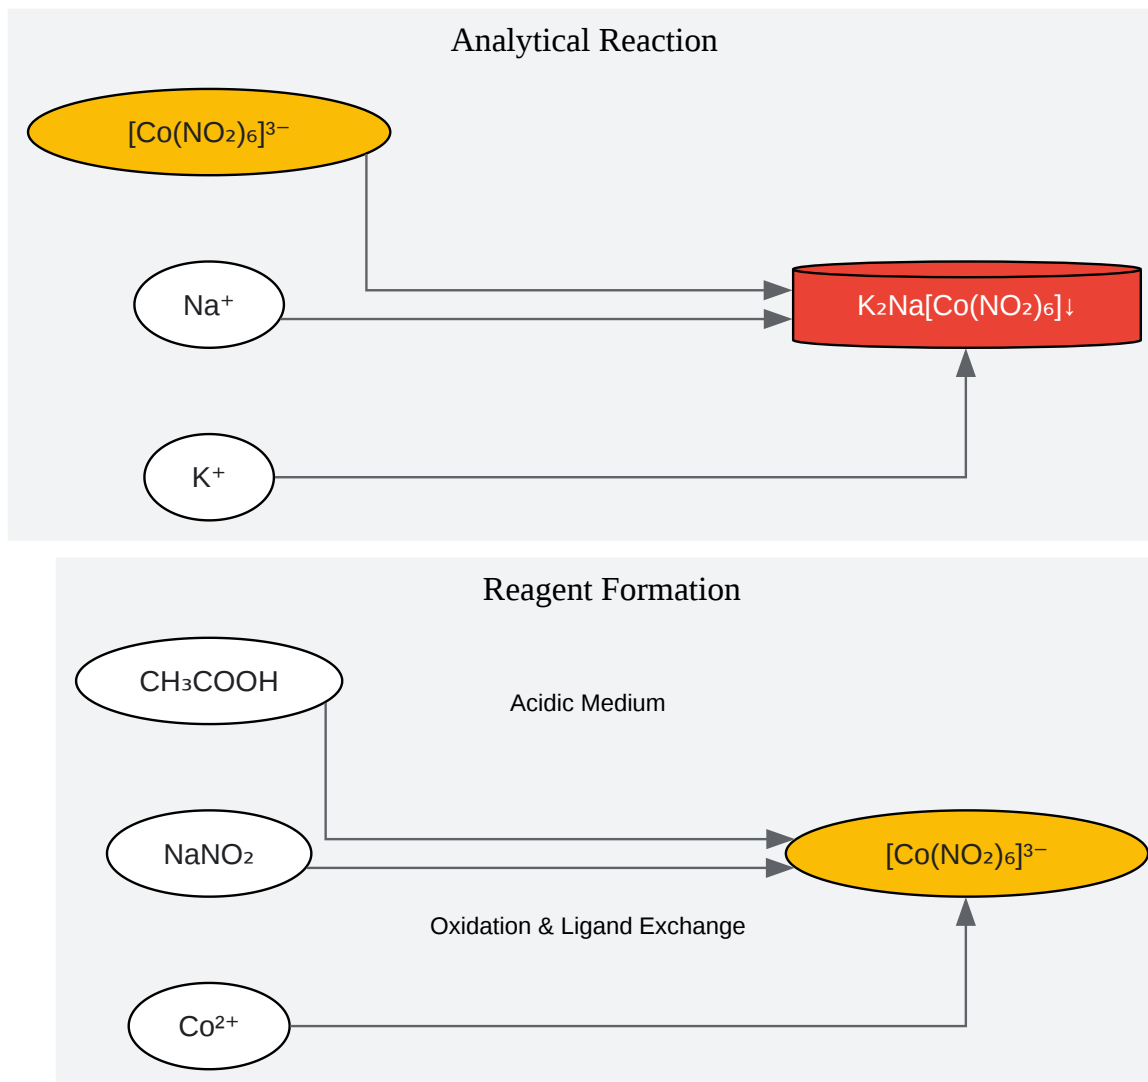 Analytical Reaction
[Co(NO₂)₆]³⁻
Na⁺
K₂Na[Co(NO₂)₆]↓
K⁺
Reagent Formation
CH₃COOH
Acidic Medium
NaNO₂
[Co(NO₂)₆]³⁻
Oxidation & Ligand Exchange
Co²⁺